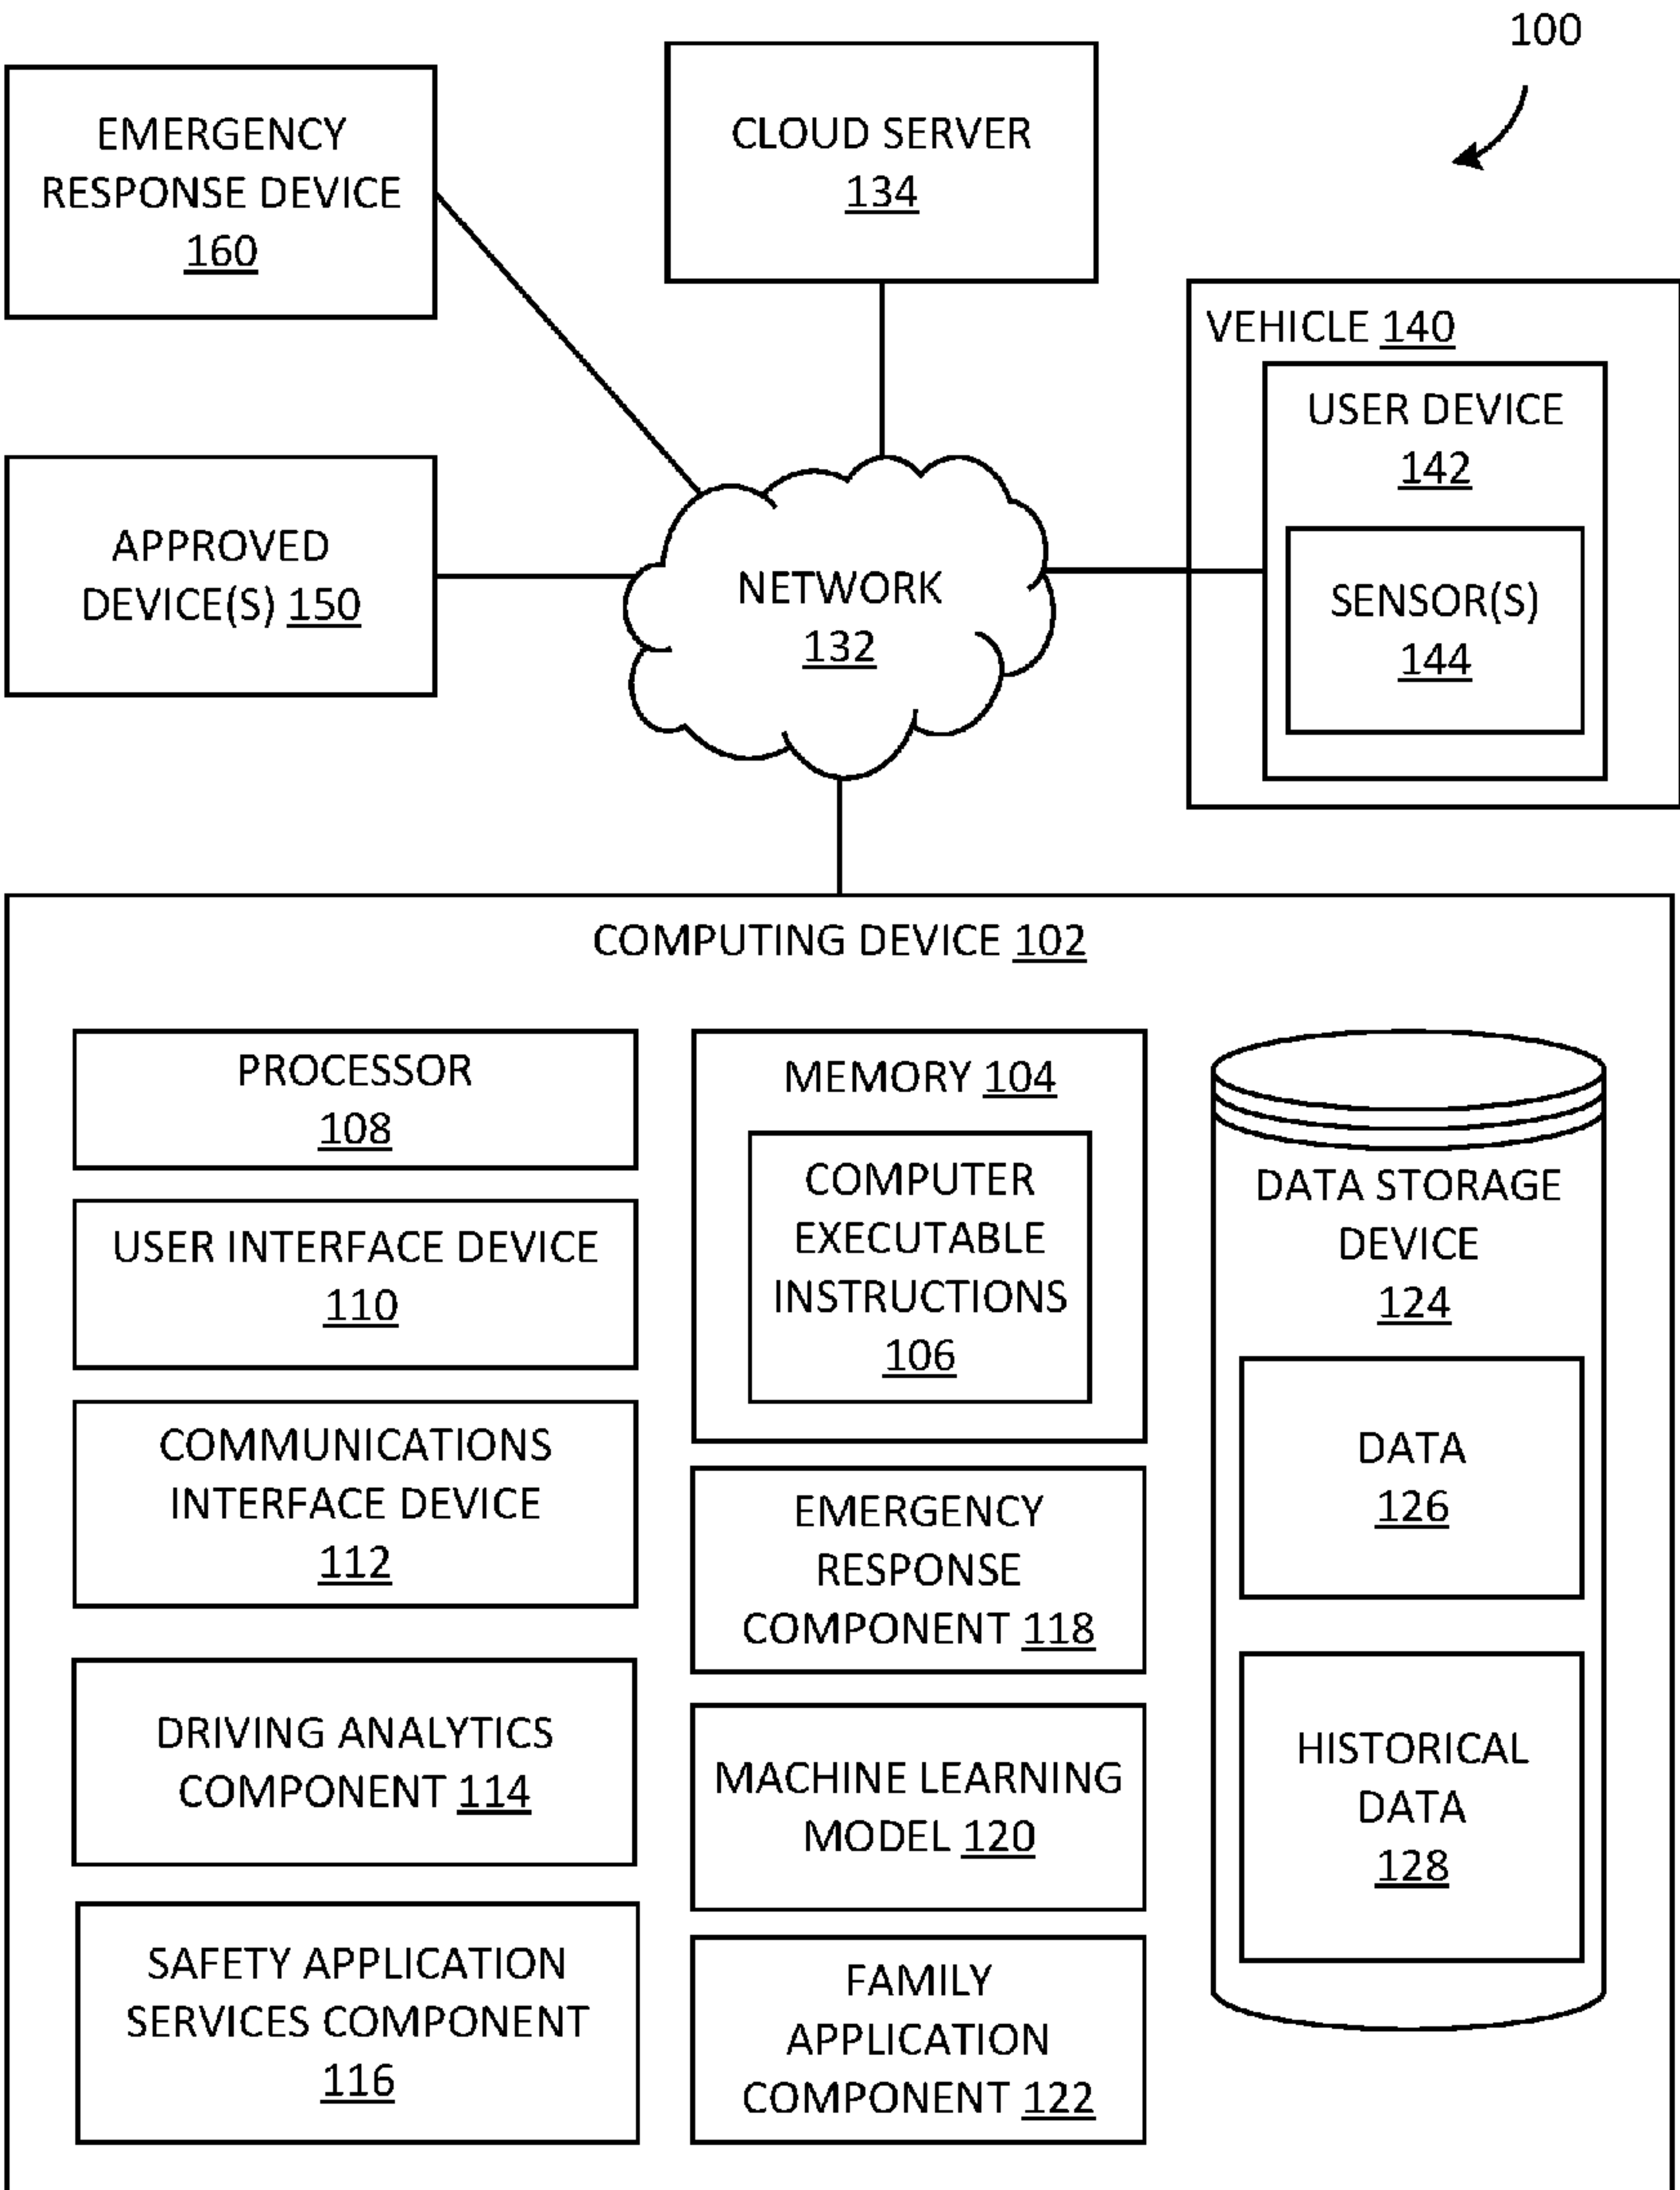 100
EMERGENCY
RESPONSE DEVICE
160
CLOUD SERVER
134
VEHICLE 140
USER DEVICE
142
SENSOR(S)
144
APPROVED
DEVICE(S) 150
NETWORK
132
COMPUTING DEVICE 102
PROCESSOR
108
USER INTERFACE DEVICE
110
COMMUNICATIONS
INTERFACE DEVICE
112
DRIVING ANALYTICS
COMPONENT 114
SAFETY APPLICATION
SERVICES COMPONENT
116
MEMORY 104
COMPUTER
EXECUTABLE
INSTRUCTIONS
106
EMERGENCY
RESPONSE
COMPONENT 118
MACHINE LEARNING
MODEL 120
FAMILY
APPLICATION
COMPONENT 122
DATA STORAGE
DEVICE
124
DATA
126
HISTORICAL
DATA
128